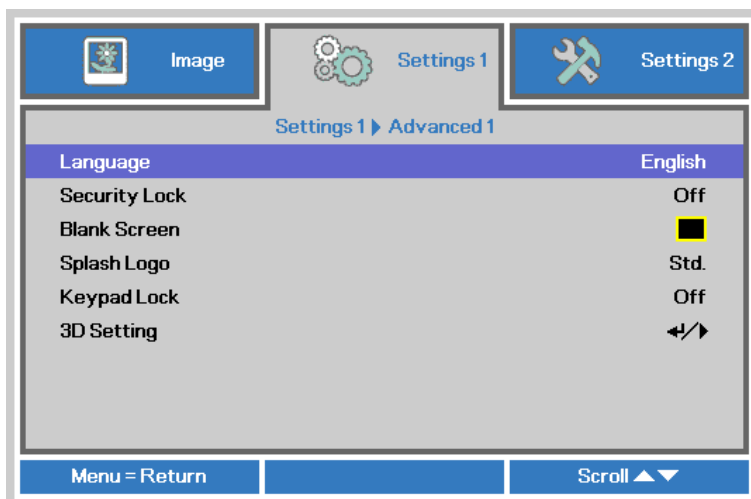 Image
Settings 1
Settings 2
Settings 1 Advanced 1
Language English
Security Lock Off
Blank Screen
Splash Logo Std.
Keypad Lock Off
3D Setting
Menu = Return
Scroll